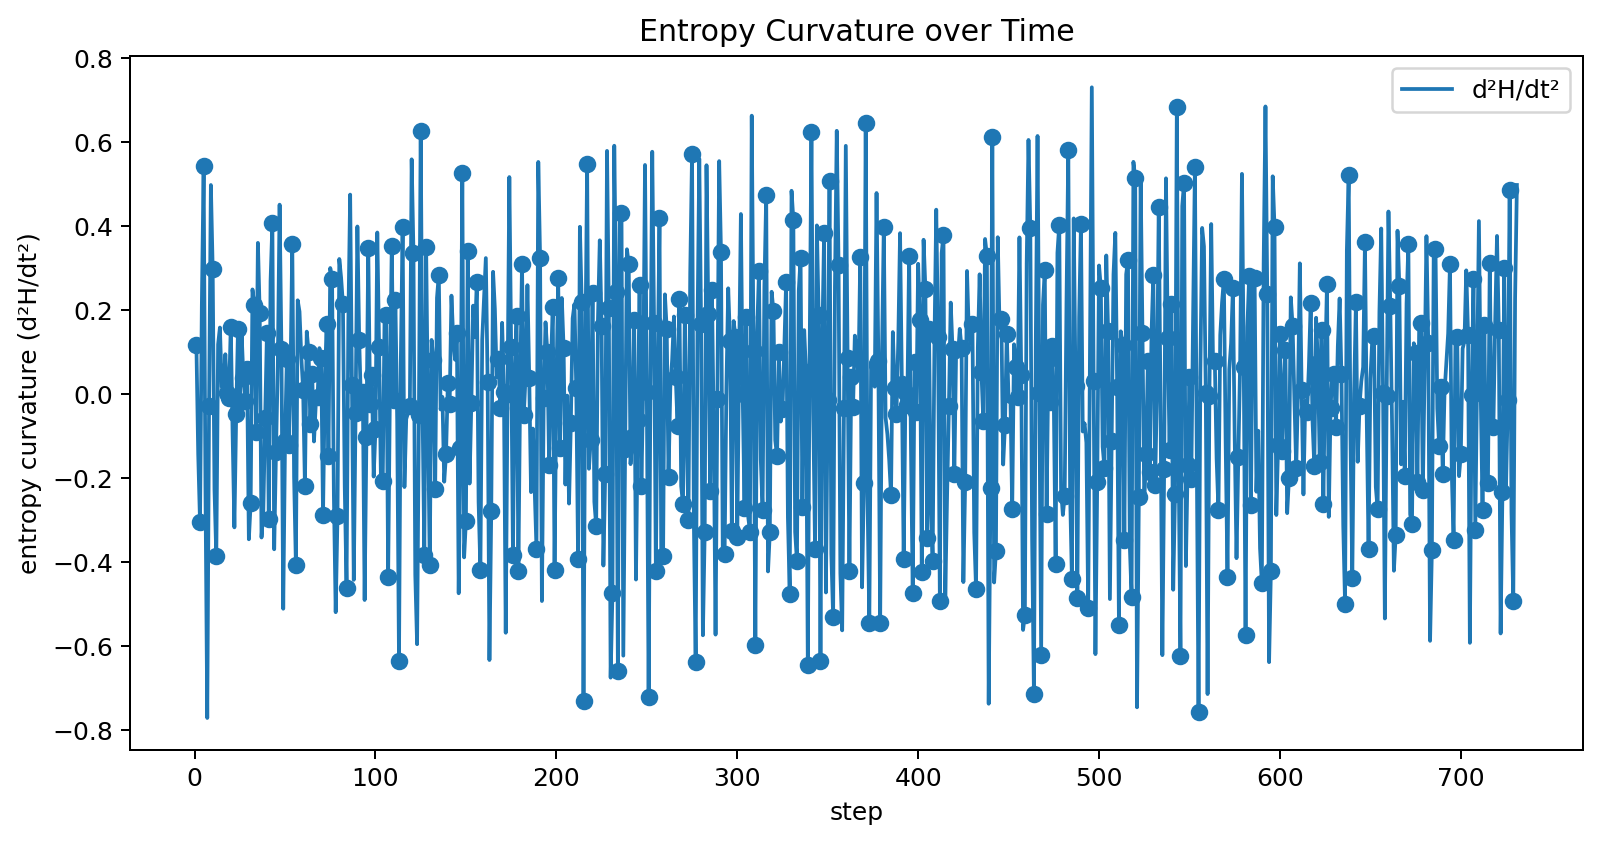 Entropy Curvature over Time
d²H/dt²
entropy curvature (d²H/dt²)
0.8
0.6
0.4
0.2
0.0
−0.2
−0.4
−0.6
−0.8
0 100 200 300 400 500 600 700
step